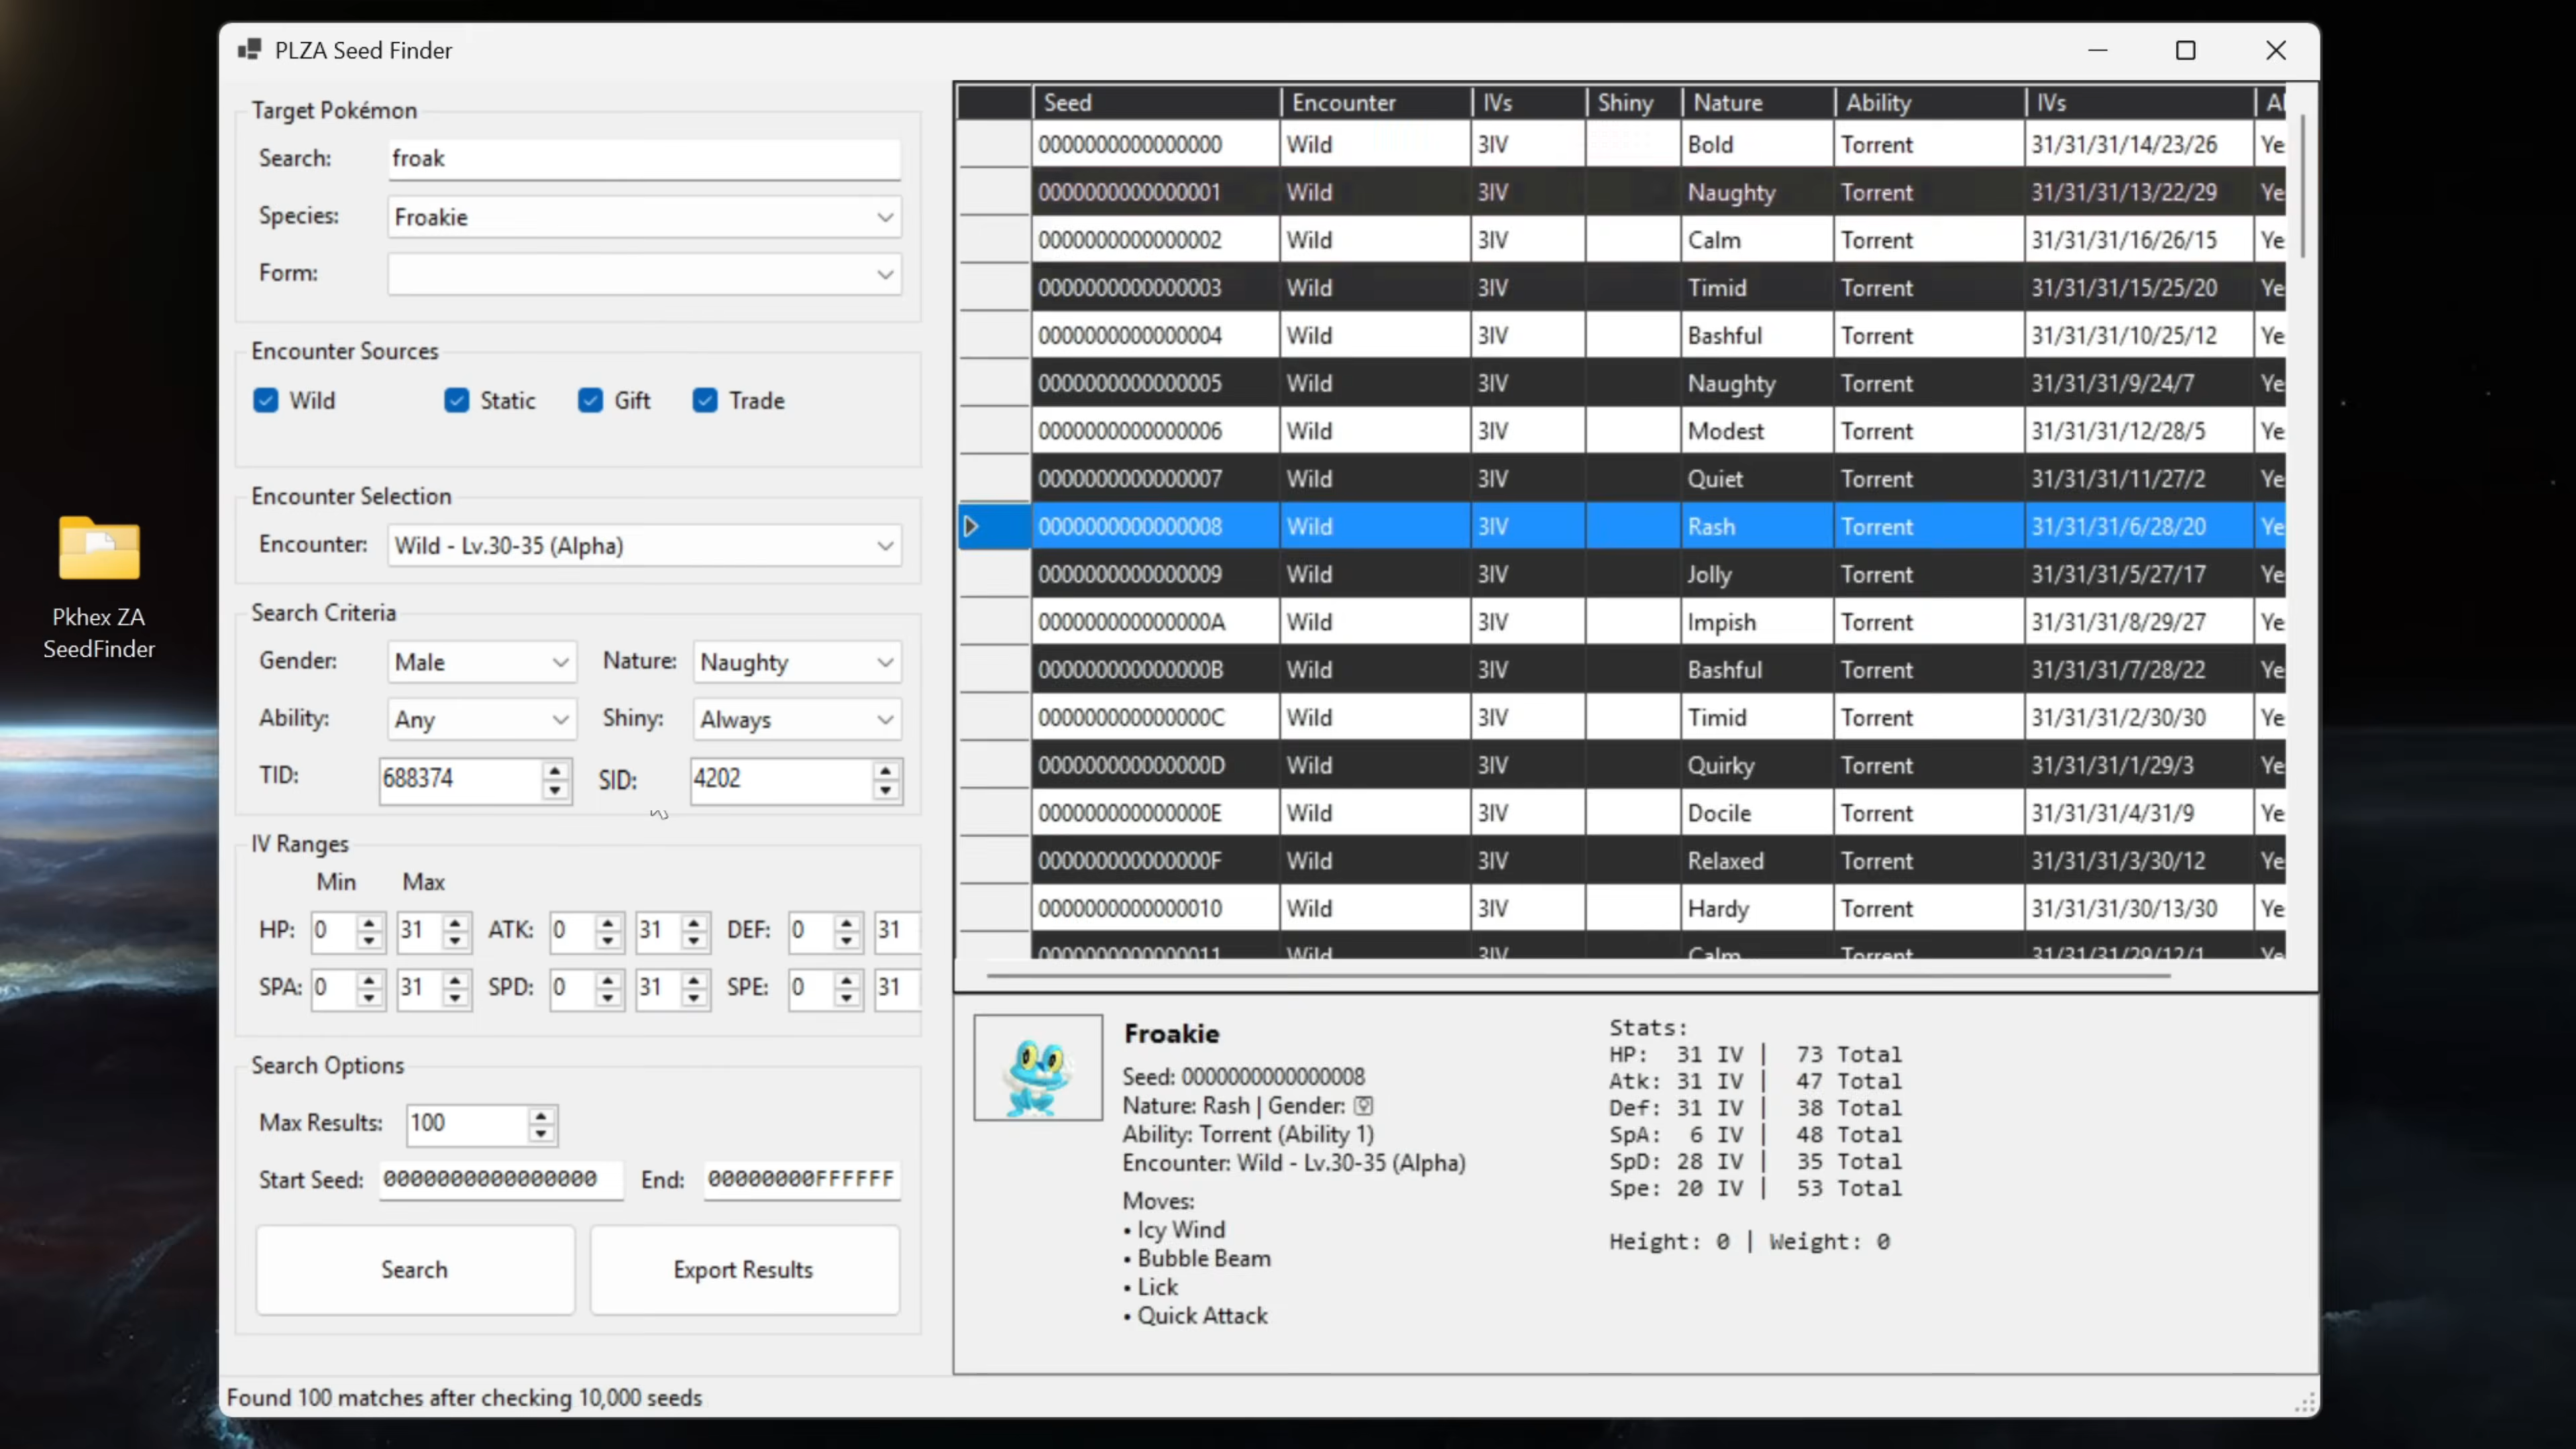 PLZA Seed Finder
Target Pokémon
Search: froak
Species: Froakie
Form:
Encounter Sources
Wild Static Gift Trade
Encounter Selection
Encounter: Wild - Lv.30-35 (Alpha)
Search Criteria
Gender: Male Nature: Naughty
Ability: Any Shiny: Always
TID: 688374 SID: 4202
IV Ranges
Min Max
HP: 0 31 ATK: 0 31 DEF: 0 31
SPA: 0 31 SPD: 0 31 SPE: 0 31
Search Options
Max Results: 100
Start Seed: 0000000000000000 End: 00000000FFFFFF
Search Export Results
Found 100 matches after checking 10,000 seeds
Seed Encounter IVs Shiny Nature Ability IVs Al
0000000000000000 Wild 3IV Bold Torrent 31/31/31/14/23/26 Ye
0000000000000001 Wild 3IV Naughty Torrent 31/31/31/13/22/29 Ye
0000000000000002 Wild 3IV Calm Torrent 31/31/31/16/26/15 Ye
0000000000000003 Wild 3IV Timid Torrent 31/31/31/15/25/20 Ye
0000000000000004 Wild 3IV Bashful Torrent 31/31/31/10/25/12 Ye
0000000000000005 Wild 3IV Naughty Torrent 31/31/31/9/24/7 Ye
0000000000000006 Wild 3IV Modest Torrent 31/31/31/12/28/5 Ye
0000000000000007 Wild 3IV Quiet Torrent 31/31/31/11/27/2 Ye
0000000000000008 Wild 3IV Rash Torrent 31/31/31/6/28/20 Ye
0000000000000009 Wild 3IV Jolly Torrent 31/31/31/5/27/17 Ye
000000000000000A Wild 3IV Impish Torrent 31/31/31/8/29/27 Ye
000000000000000B Wild 3IV Bashful Torrent 31/31/31/7/28/22 Ye
000000000000000C Wild 3IV Timid Torrent 31/31/31/2/30/30 Ye
000000000000000D Wild 3IV Quirky Torrent 31/31/31/1/29/3 Ye
000000000000000E Wild 3IV Docile Torrent 31/31/31/4/31/9 Ye
000000000000000F Wild 3IV Relaxed Torrent 31/31/31/3/30/12 Ye
0000000000000010 Wild 3IV Hardy Torrent 31/31/31/30/13/30 Ye
0000000000000011 Wild 3IV Calm Torrent 31/31/31/29/12/1 Ye
Froakie
Seed: 0000000000000008
Nature: Rash | Gender:
Ability: Torrent (Ability 1)
Encounter: Wild - Lv.30-35 (Alpha)
Moves:
• Icy Wind
• Bubble Beam
• Lick
• Quick Attack
Stats:
HP: 31 IV | 73 Total
Atk: 31 IV | 47 Total
Def: 31 IV | 38 Total
SpA: 6 IV | 48 Total
SpD: 28 IV | 35 Total
Spe: 20 IV | 53 Total
Height: 0 | Weight: 0
Pkhex ZA
SeedFinder